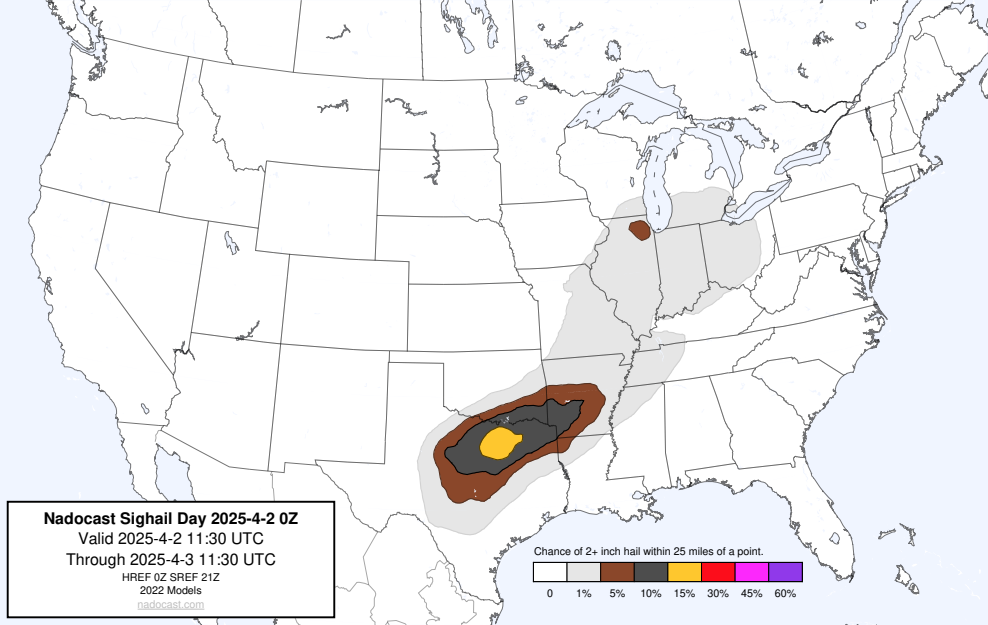 Nadocast Sighail Day 2025-4-2 0Z
Valid 2025-4-2 11:30 UTC
Through 2025-4-3 11:30 UTC
HREF 0Z SREF 21Z
2022 Models
nadocast.com
Chance of 2+ inch hail within 25 miles of a point.
0 1% 5% 10% 15% 30% 45% 60%